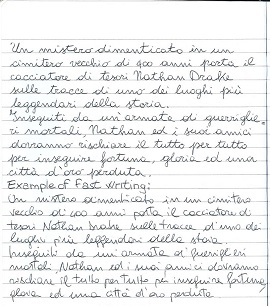 Un mistero dimenticato in un
cimitero vecchio di 900 anni porta il
cacciatore di tesori Nathan Drake
sulle tracce di uno dei luoghi più
leggendari della storia.
Inseguiti da un'armata di guerriglie=
ri mortali, Nathan ed i suoi amici
dovranno rischiare il tutto per tutto
per inseguire fortuna, gloria ed una
città d'oro perduta.
Example of Fast Writing:
Un mistero dimenticato in un cimitero
vecchio di 900 anni porta il cacciatore di
tesori Nathan Drake sulle tracce di uno dei
luoghi più leggendari della storia
Inseguiti da un'armata di guerriglieri
mortali Nathan ed i suoi amici dovranno
rischiare il tutto per tutto per inseguire fortuna,
gloria ed una città d'oro perduta